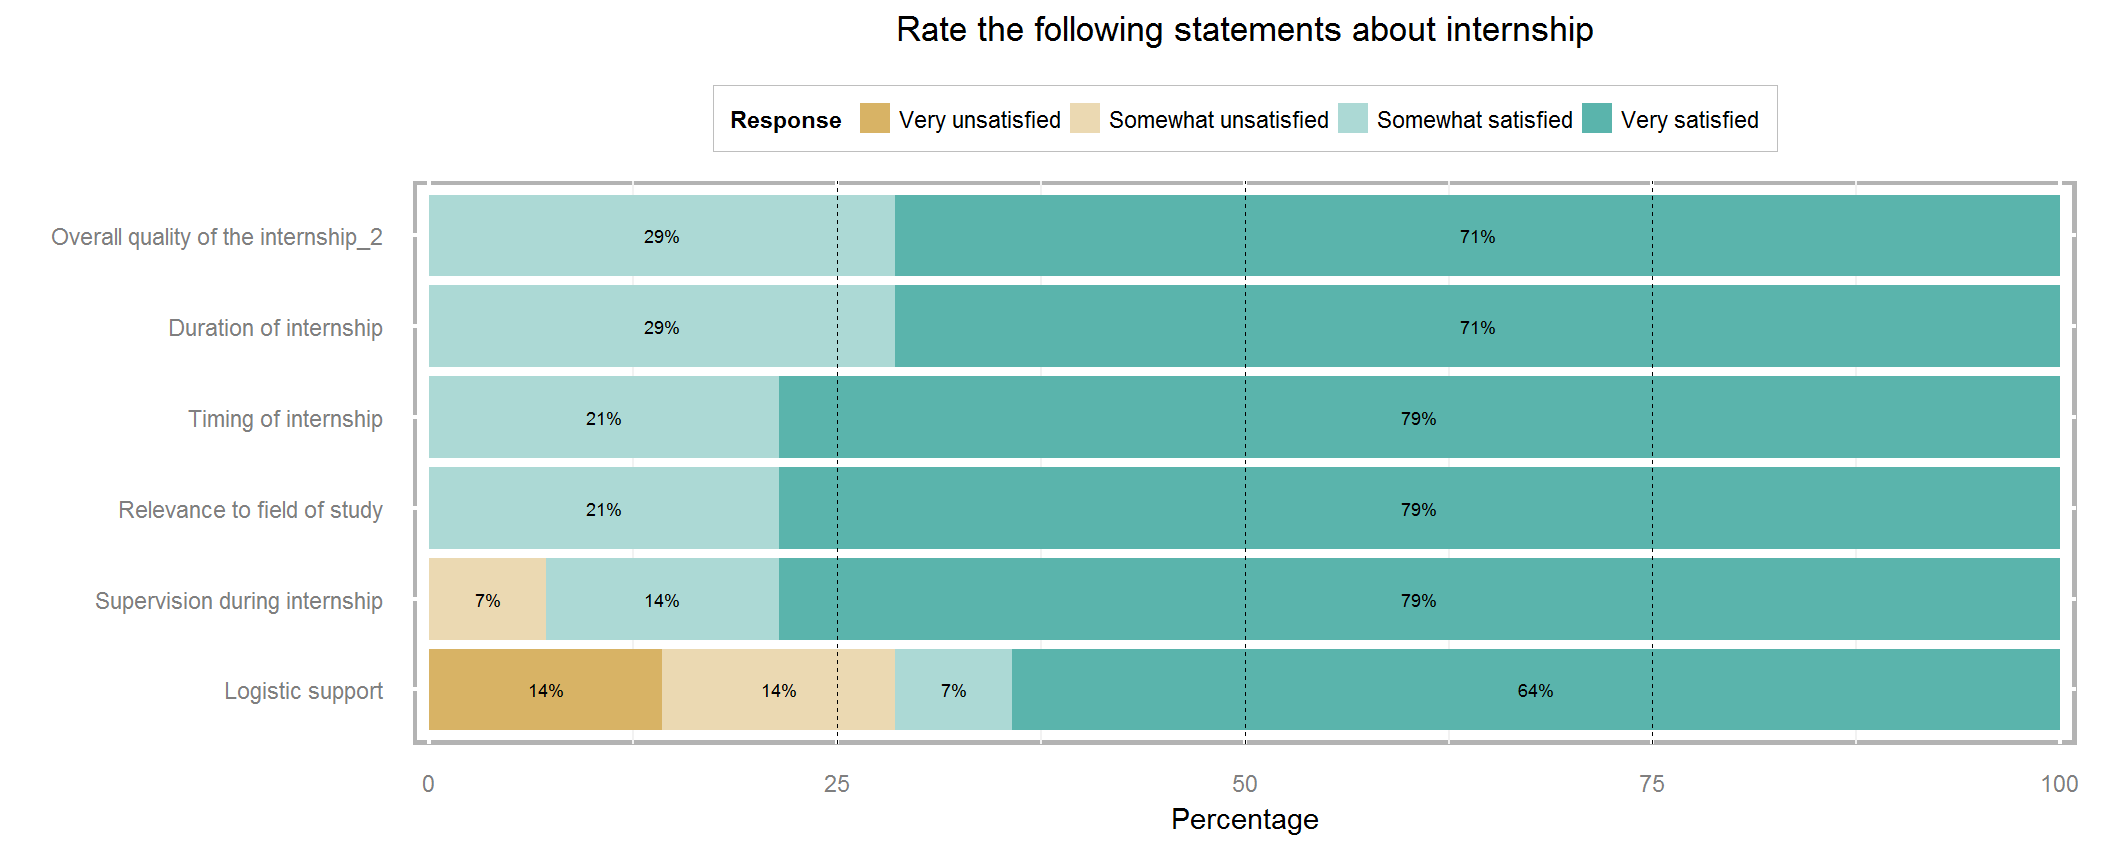 Rate the following statements about internship
Response Very unsatisfied Somewhat unsatisfied Somewhat satisfied Very satisfied
Overall quality of the internship_2 29% 71%
Duration of internship 29% 71%
Timing of internship 21% 79%
Relevance to field of study 21% 79%
Supervision during internship 7% 14% 79%
Logistic support 14% 14% 7% 64%
0 25 50 75 100
Percentage